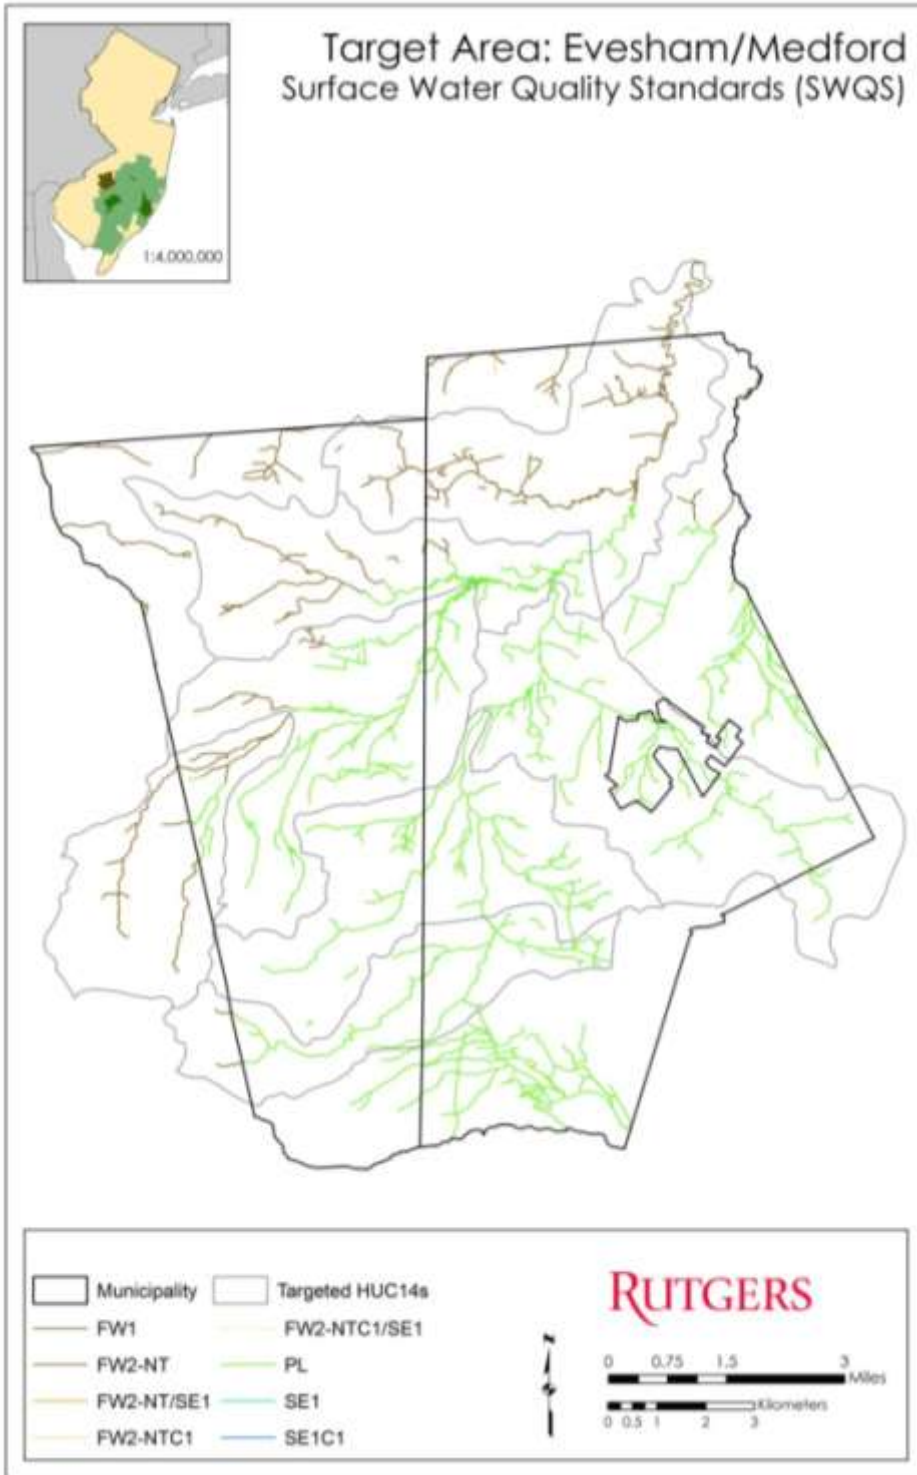 Target Area: Evesham/Medford
Surface Water Quality Standards (SWQS)
1:4,000,000
Municipality
Targeted HUC14s
FW1
FW2-NTC1/SE1
FW2-NT
PL
FW2-NT/SE1
SE1
FW2-NTC1
SE1C1
RUTGERS
N
0 0.75 1.5 3
Miles
Kilometers
0 0.5 1 2 3